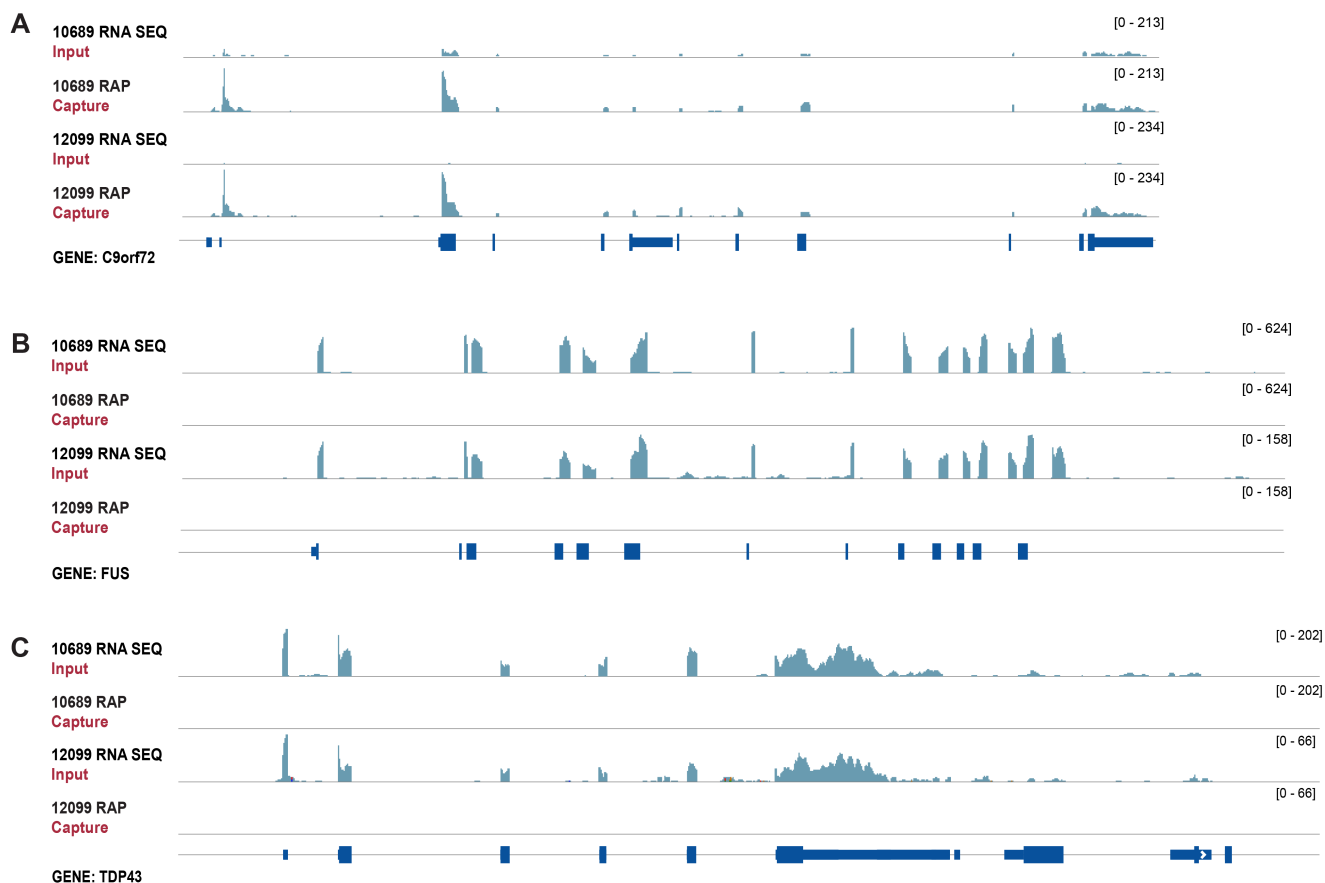 A
10689 RNA SEQ
Input
[0 - 213]
10689 RAP
Capture
[0 - 213]
12099 RNA SEQ
Input
[0 - 234]
12099 RAP
Capture
[0 - 234]
GENE: C9orf72
B
10689 RNA SEQ
Input
[0 - 624]
10689 RAP
Capture
[0 - 624]
12099 RNA SEQ
Input
[0 - 158]
12099 RAP
Capture
[0 - 158]
GENE: FUS
C
10689 RNA SEQ
Input
[0 - 202]
10689 RAP
Capture
[0 - 202]
12099 RNA SEQ
Input
[0 - 66]
12099 RAP
Capture
[0 - 66]
GENE: TDP43